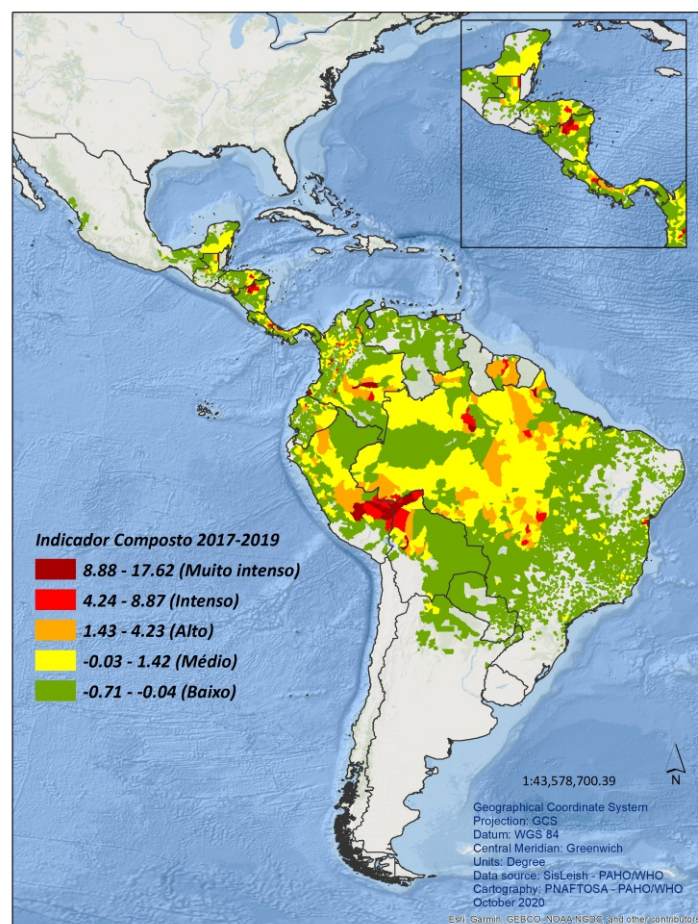 Indicador Composto 2017-2019
8.88 - 17.62 (Muito intenso)
4.24 - 8.87 (Intenso)
1.43 - 4.23 (Alto)
-0.03 - 1.42 (Médio)
-0.71 - -0.04 (Baixo)
1:43,578,700.39
N
Geographical Coordinate System
Projection: GCS
Datum: WGS 84
Central Meridian: Greenwich
Units: Degree
Data source: SisLeish - PAHO/WHO
Cartography: PNAFTOSA - PAHO/WHO
October 2020
Esri, Garmin, GEBCO, NOAA NGDC, and other contributors